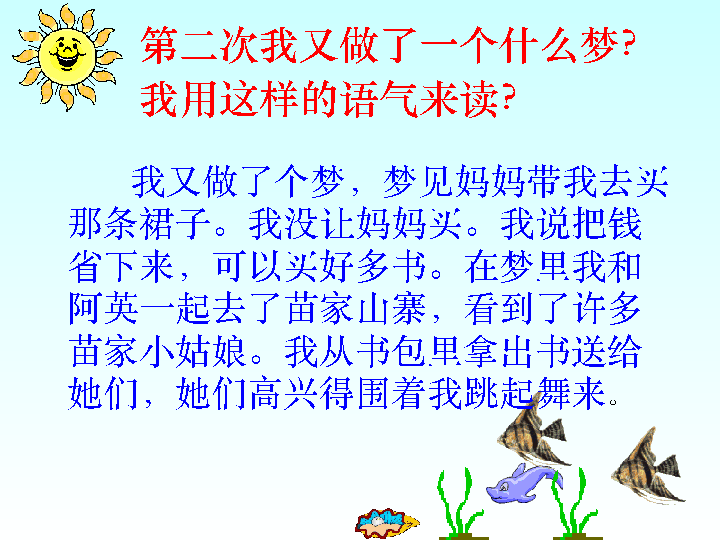 第二次我又做了一个什么梦?
我用这样的语气来读?
我又做了个梦，梦见妈妈带我去买
那条裙子。我没让妈妈买。我说把钱
省下来，可以买好多书。在梦里我和
阿英一起去了苗家山寨，看到了许多
苗家小姑娘。我从书包里拿出书送给
她们，她们高兴得围着我跳起舞来。